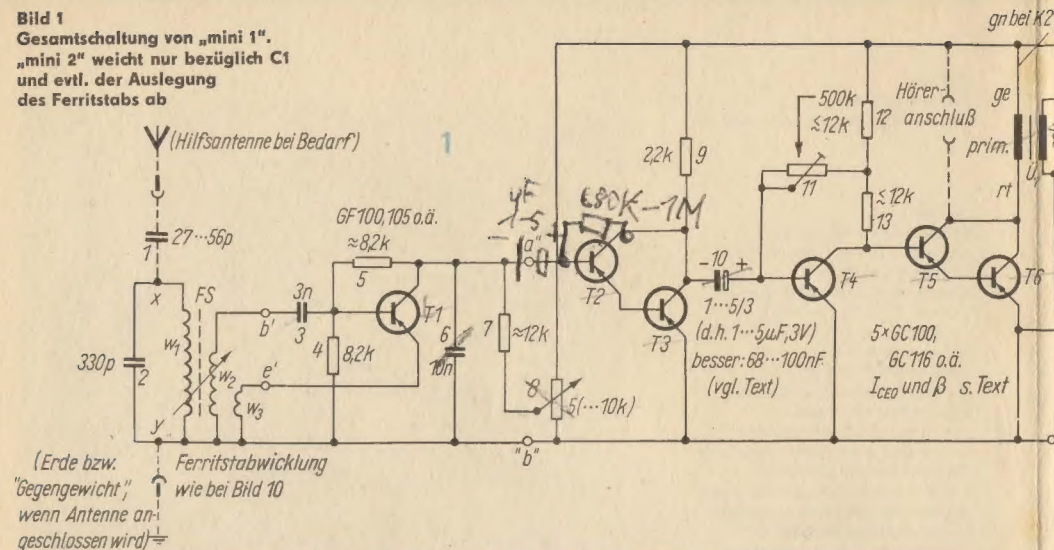 Bild 1
Gesamtschaltung von „mini 1".
„mini 2" weicht nur bezüglich C1
und evtl. der Auslegung
des Ferritstabs ab
(Hilfsantenne bei Bedarf)
1
27···56p
1
x
FS
330p
2
w1
w2
w3
y
b'
e'
3n
3
4
8,2k
GF100,105 o.ä.
≈8,2k
5
T1
6
10n
7
≈12k
8
5(···10k)
µF
1-5
+
"a"
680K-1M
T2
T3
2,2k
9
-10
+
1···5/3
(d.h. 1···5µF,3V)
besser: 68···100nF
(vgl. Text)
500k
≤12k
11
12
≤12k
13
T4
T5
T6
Hörer-
anschluß
gn bei K2
ge
prim.
rt
5×GC100,
GC116 o.ä.
ICEO und β s. Text
"b"
(Erde bzw.
"Gegengewicht",
wenn Antenne an-
geschlossen wird)
Ferritstabwicklung
wie bei Bild 10